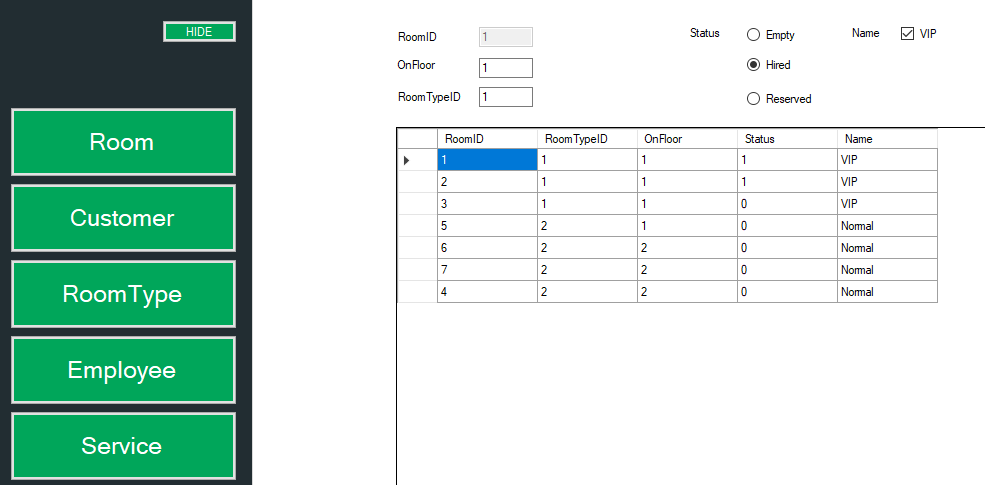 HIDE
Room
Customer
RoomType
Employee
Service
RoomID 1 Status Empty Name VIP
OnFloor 1 Hired
RoomTypeID 1 Reserved
RoomID RoomTypeID OnFloor Status Name
1 1 1 1 VIP
2 1 1 1 VIP
3 1 1 0 VIP
5 2 1 0 Normal
6 2 2 0 Normal
7 2 2 0 Normal
4 2 2 0 Normal